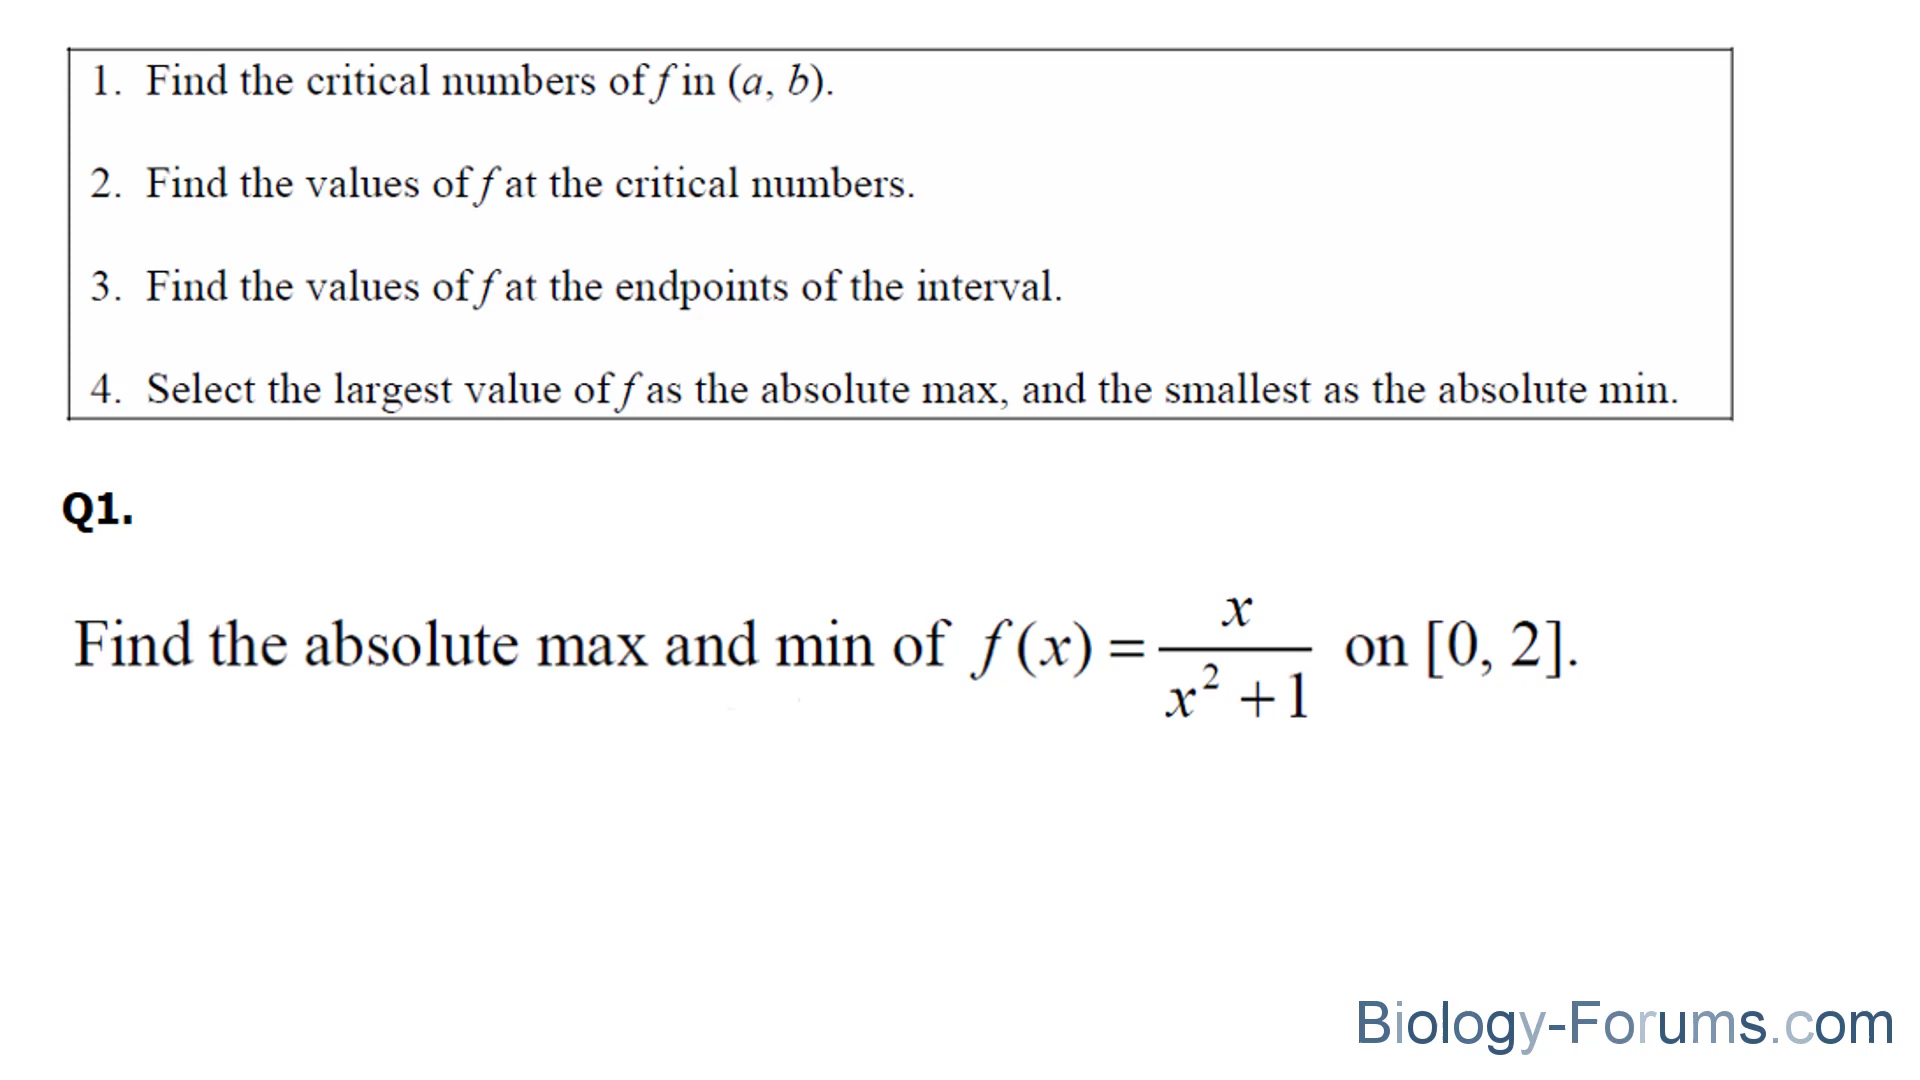 1. Find the critical numbers of f in (a, b).
2. Find the values of f at the critical numbers.
3. Find the values of f at the endpoints of the interval.
4. Select the largest value of f as the absolute max, and the smallest as the absolute min.
Q1.
Find the absolute max and min of f(x) = x / (x² + 1) on [0, 2].
Biology-Forums.com